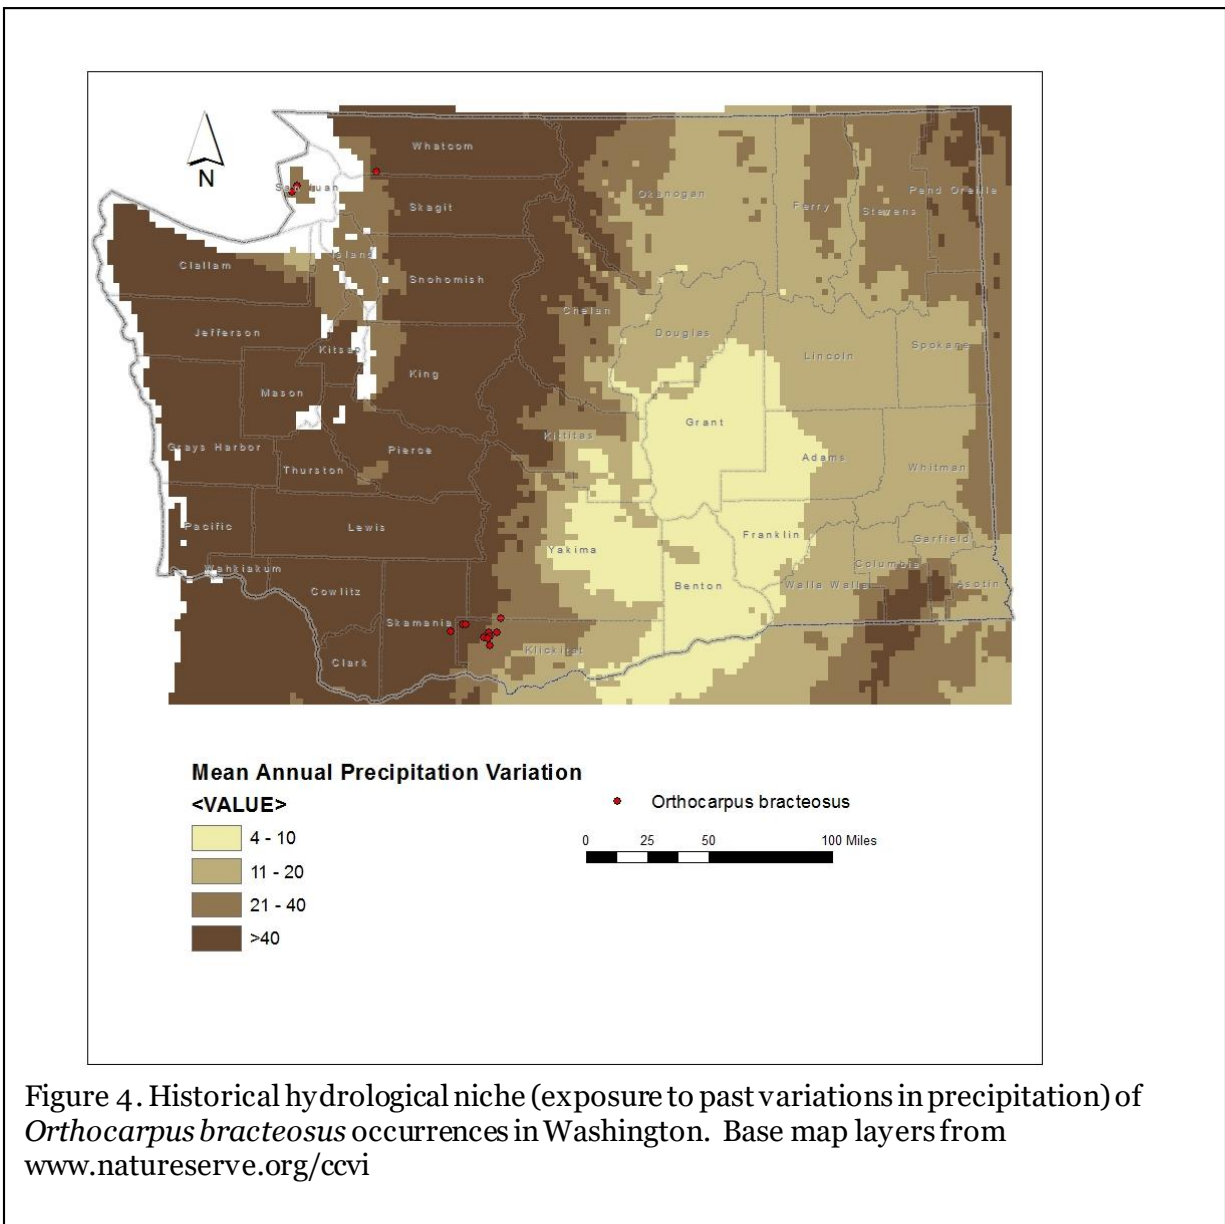 N
Whatcom
San Juan
Skagit
Okanogan
Ferry
Stevens
Pend Oreille
Clallam
Island
Snohomish
Chelan
Jefferson
Kitsap
King
Douglas
Lincoln
Spokane
Mason
Grant
Grays Harbor
Thurston
Pierce
Kittitas
Adams
Whitman
Pacific
Lewis
Yakima
Franklin
Garfield
Wahkiakum
Cowlitz
Benton
Walla Walla
Columbia
Asotin
Skamania
Klickitat
Clark
Mean Annual Precipitation Variation
<VALUE>
4 - 10
11 - 20
21 - 40
>40
Orthocarpus bracteosus
0 25 50 100 Miles
Figure 4. Historical hydrological niche (exposure to past variations in precipitation) of
Orthocarpus bracteosus occurrences in Washington. Base map layers from
www.natureserve.org/ccvi